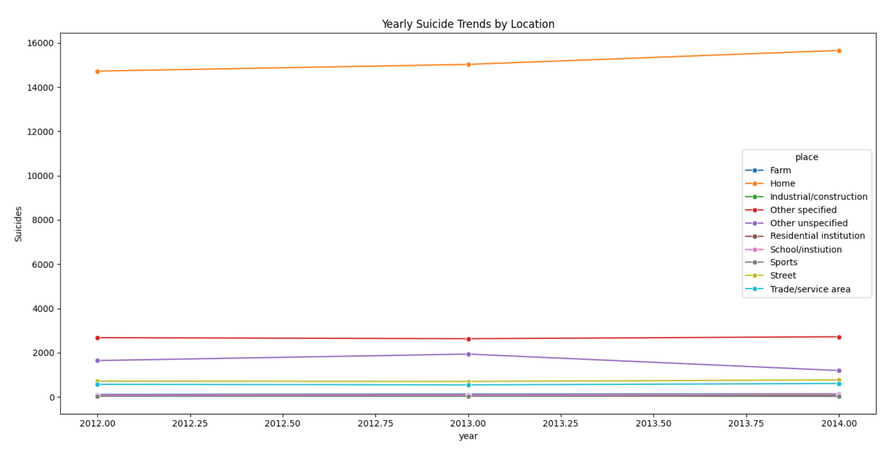 Yearly Suicide Trends by Location
16000
14000
12000
10000
8000
6000
4000
2000
0
Suicides
place
Farm
Home
Industrial/construction
Other specified
Other unspecified
Residential institution
School/instiution
Sports
Street
Trade/service area
2012.00 2012.25 2012.50 2012.75 2013.00 2013.25 2013.50 2013.75 2014.00
year